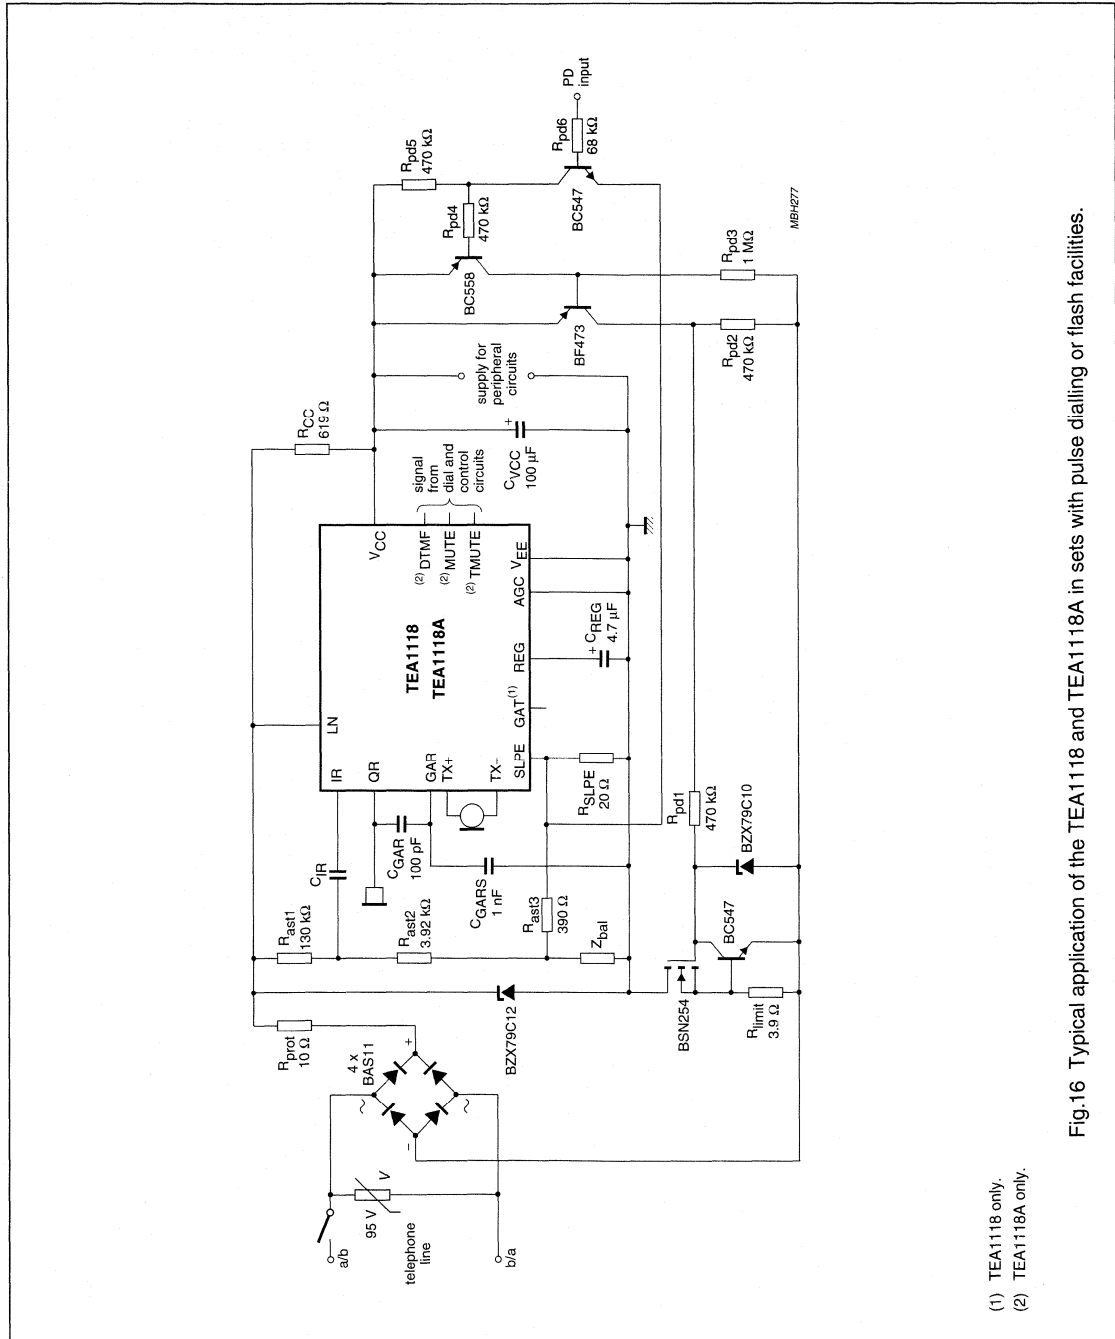 a/b
telephone
line
b/a
95 V
V
4 x
BAS11
~
~
+
−
Rprot
10 Ω
Rast1
130 kΩ
Rast2
3.92 kΩ
Rast3
390 Ω
Zbal
BZX79C12
BSN254
Rlimit
3.9 Ω
BC547
BZX79C10
Rpd1
470 kΩ
CIR
CGAR
100 pF
CGARS
1 nF
IR
LN
QR
GAR
TX+
TX−
SLPE
GAT(1)
REG
AGC
VEE
VCC
(2) DTMF
(2) MUTE
(2) TMUTE
TEA1118
TEA1118A
RSLPE
20 Ω
+ CREG
4.7 µF
signal
from
dial and
control
circuits
RCC
619 Ω
+
CVCC
100 µF
supply for
peripheral
circuits
BF473
BC558
Rpd2
470 kΩ
Rpd3
1 MΩ
Rpd4
470 kΩ
Rpd5
470 kΩ
BC547
Rpd6
68 kΩ
PD
input
MBH277
(1) TEA1118 only.
(2) TEA1118A only.
Fig.16 Typical application of the TEA1118 and TEA1118A in sets with pulse dialling or flash facilities.